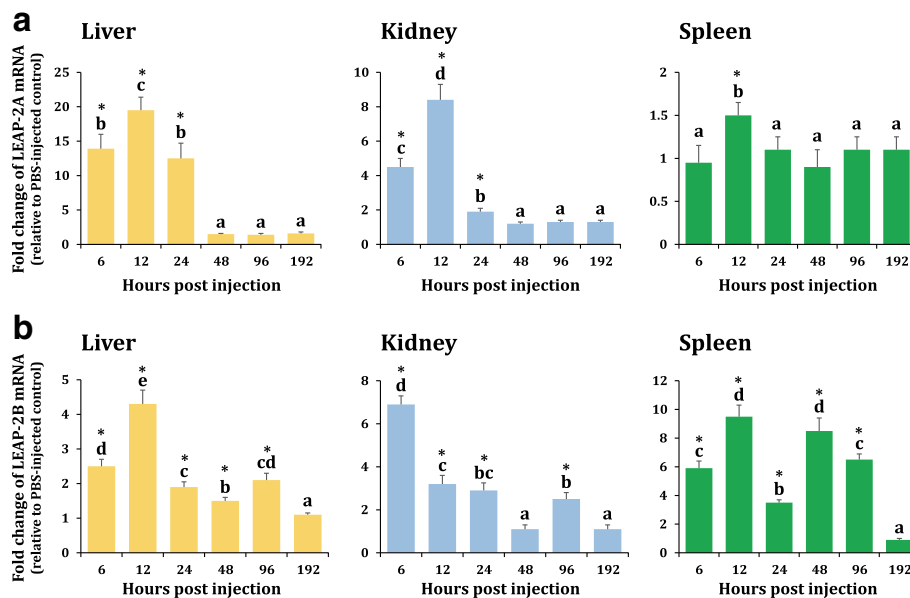 a
Liver
Kidney
Spleen
Fold change of LEAP-2A mRNA
(relative to PBS-injected control)
25
20
15
10
5
0
* b
* c
* b
a
a
a
6 12 24 48 96 192
Hours post injection
10
8
6
4
2
0
* c
* d
* b
a
a
a
6 12 24 48 96 192
Hours post injection
2
1.5
1
0.5
0
a
* b
a
a
a
a
6 12 24 48 96 192
Hours post injection
b
Liver
Kidney
Spleen
Fold change of LEAP-2B mRNA
(relative to PBS-injected control)
5
4
3
2
1
0
* d
* e
* c
* b
* cd
a
6 12 24 48 96 192
Hours post injection
8
6
4
2
0
* d
* c
* bc
a
* b
a
6 12 24 48 96 192
Hours post injection
12
10
8
6
4
2
0
* c
* d
* b
* d
* c
a
6 12 24 48 96 192
Hours post injection